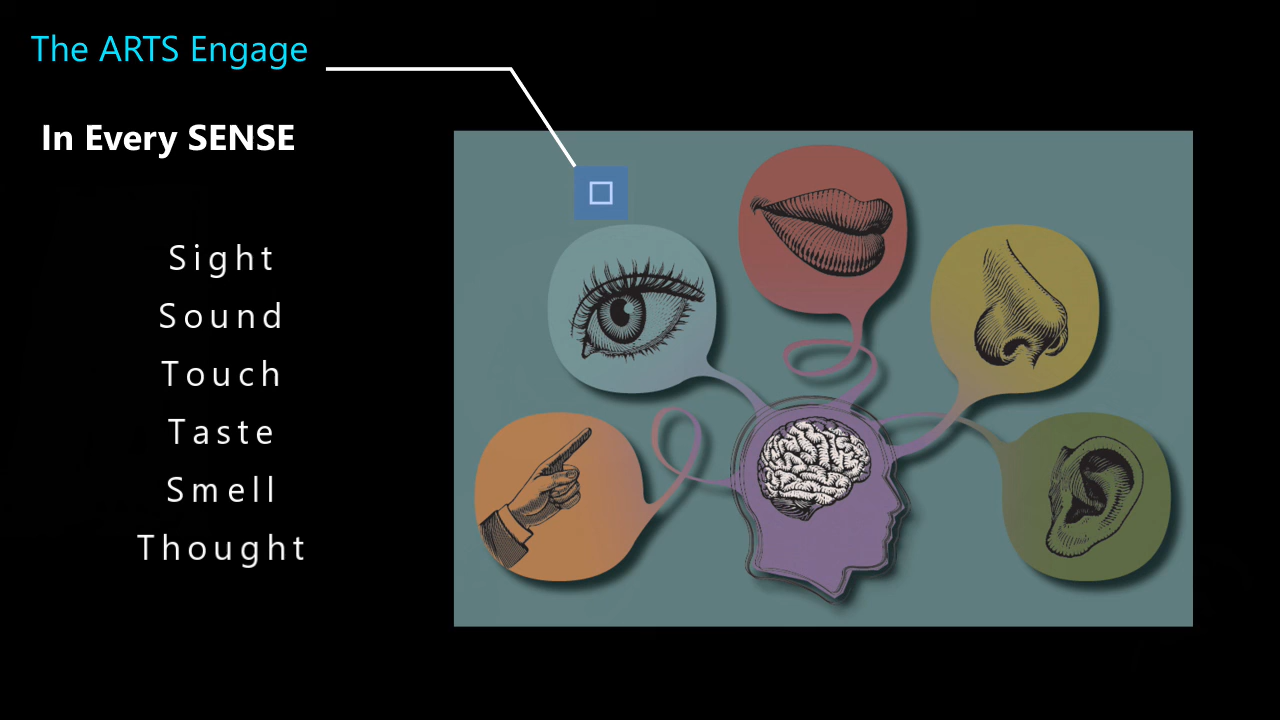 The ARTS Engage
In Every SENSE
Sight
Sound
Touch
Taste
Smell
Thought